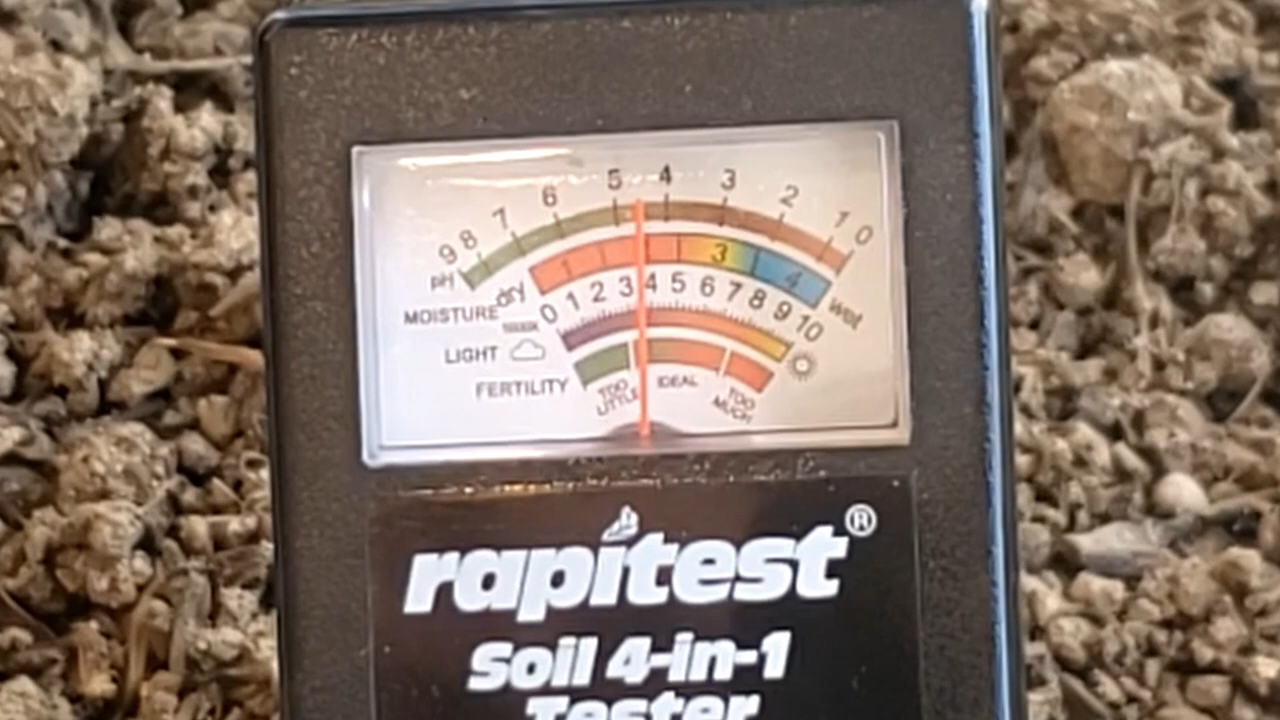 9 8 7 6 5 4 3 2 1 0
pH
1 3 4
MOISTURE dry wet
0 1 2 3 4 5 6 7 8 9 10
LIGHT
FERTILITY TOO LITTLE IDEAL TOO MUCH
rapitest®
Soil 4-in-1
Tester